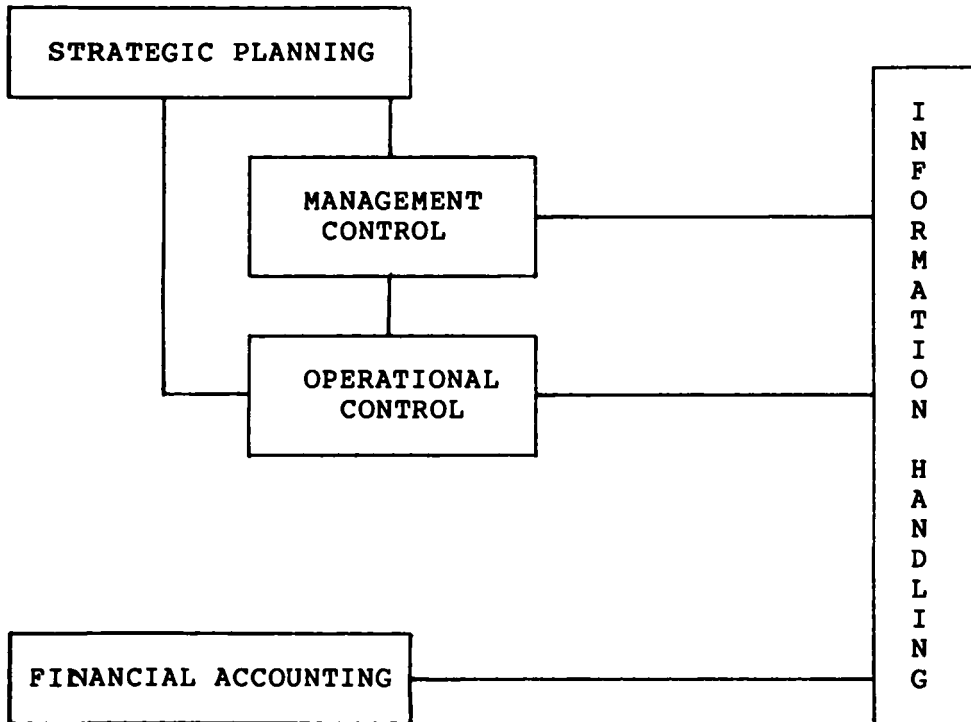 STRATEGIC PLANNING
MANAGEMENT
CONTROL
OPERATIONAL
CONTROL
FINANCIAL ACCOUNTING
INFORMATION HANDLING